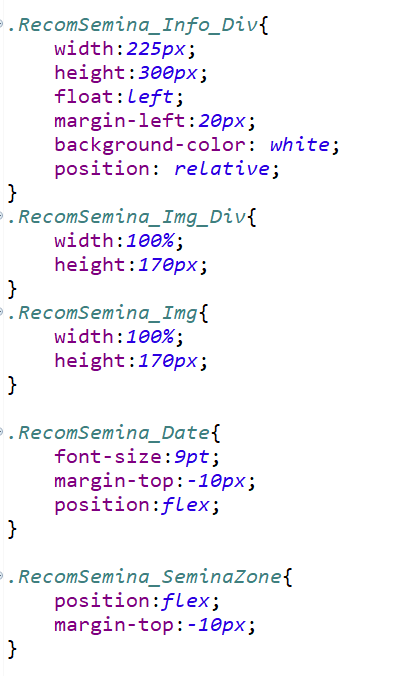 .RecomSemina_Info_Div{
    width:225px;
    height:300px;
    float:left;
    margin-left:20px;
    background-color: white;
    position: relative;
}
.RecomSemina_Img_Div{
    width:100%;
    height:170px;
}
.RecomSemina_Img{
    width:100%;
    height:170px;
}

.RecomSemina_Date{
    font-size:9pt;
    margin-top:-10px;
    position:flex;
}

.RecomSemina_SeminaZone{
    position:flex;
    margin-top:-10px;
}